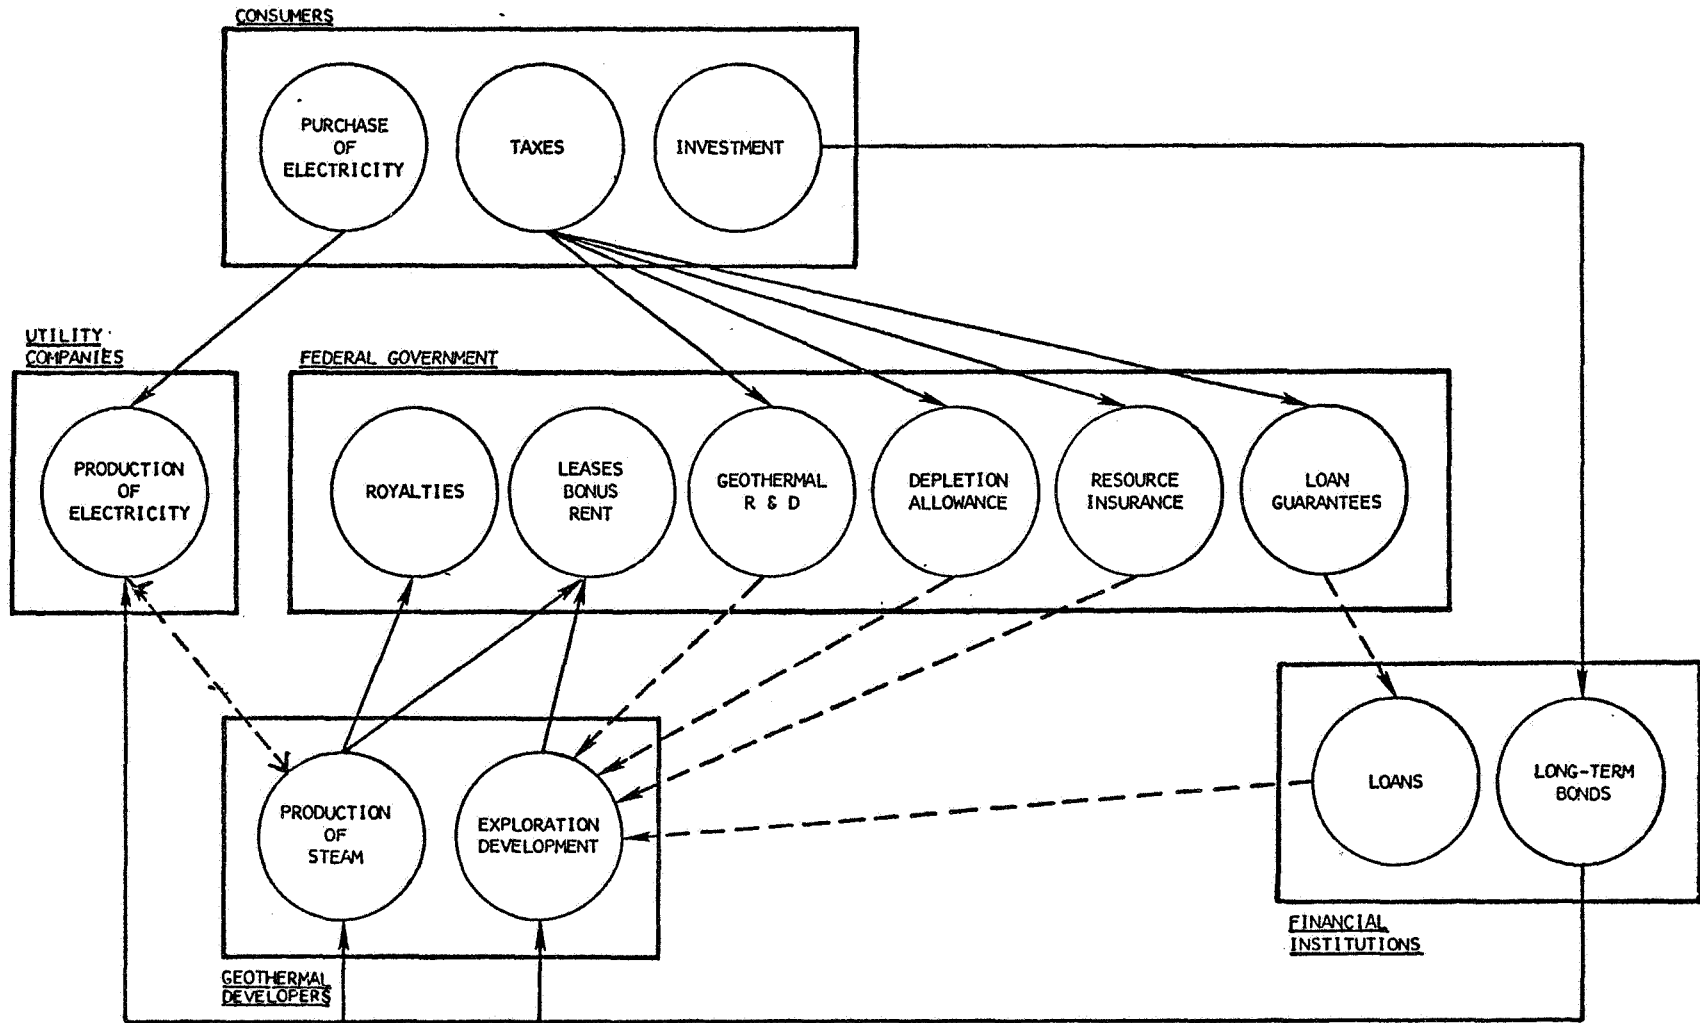 CONSUMERS
PURCHASE
OF
ELECTRICITY
TAXES
INVESTMENT
UTILITY
COMPANIES
FEDERAL GOVERNMENT
PRODUCTION
OF
ELECTRICITY
ROYALTIES
LEASES
BONUS
RENT
GEOTHERMAL
R & D
DEPLETION
ALLOWANCE
RESOURCE
INSURANCE
LOAN
GUARANTEES
PRODUCTION
OF
STEAM
EXPLORATION
DEVELOPMENT
LOANS
LONG-TERM
BONDS
GEOTHERMAL
DEVELOPERS
FINANCIAL
INSTITUTIONS